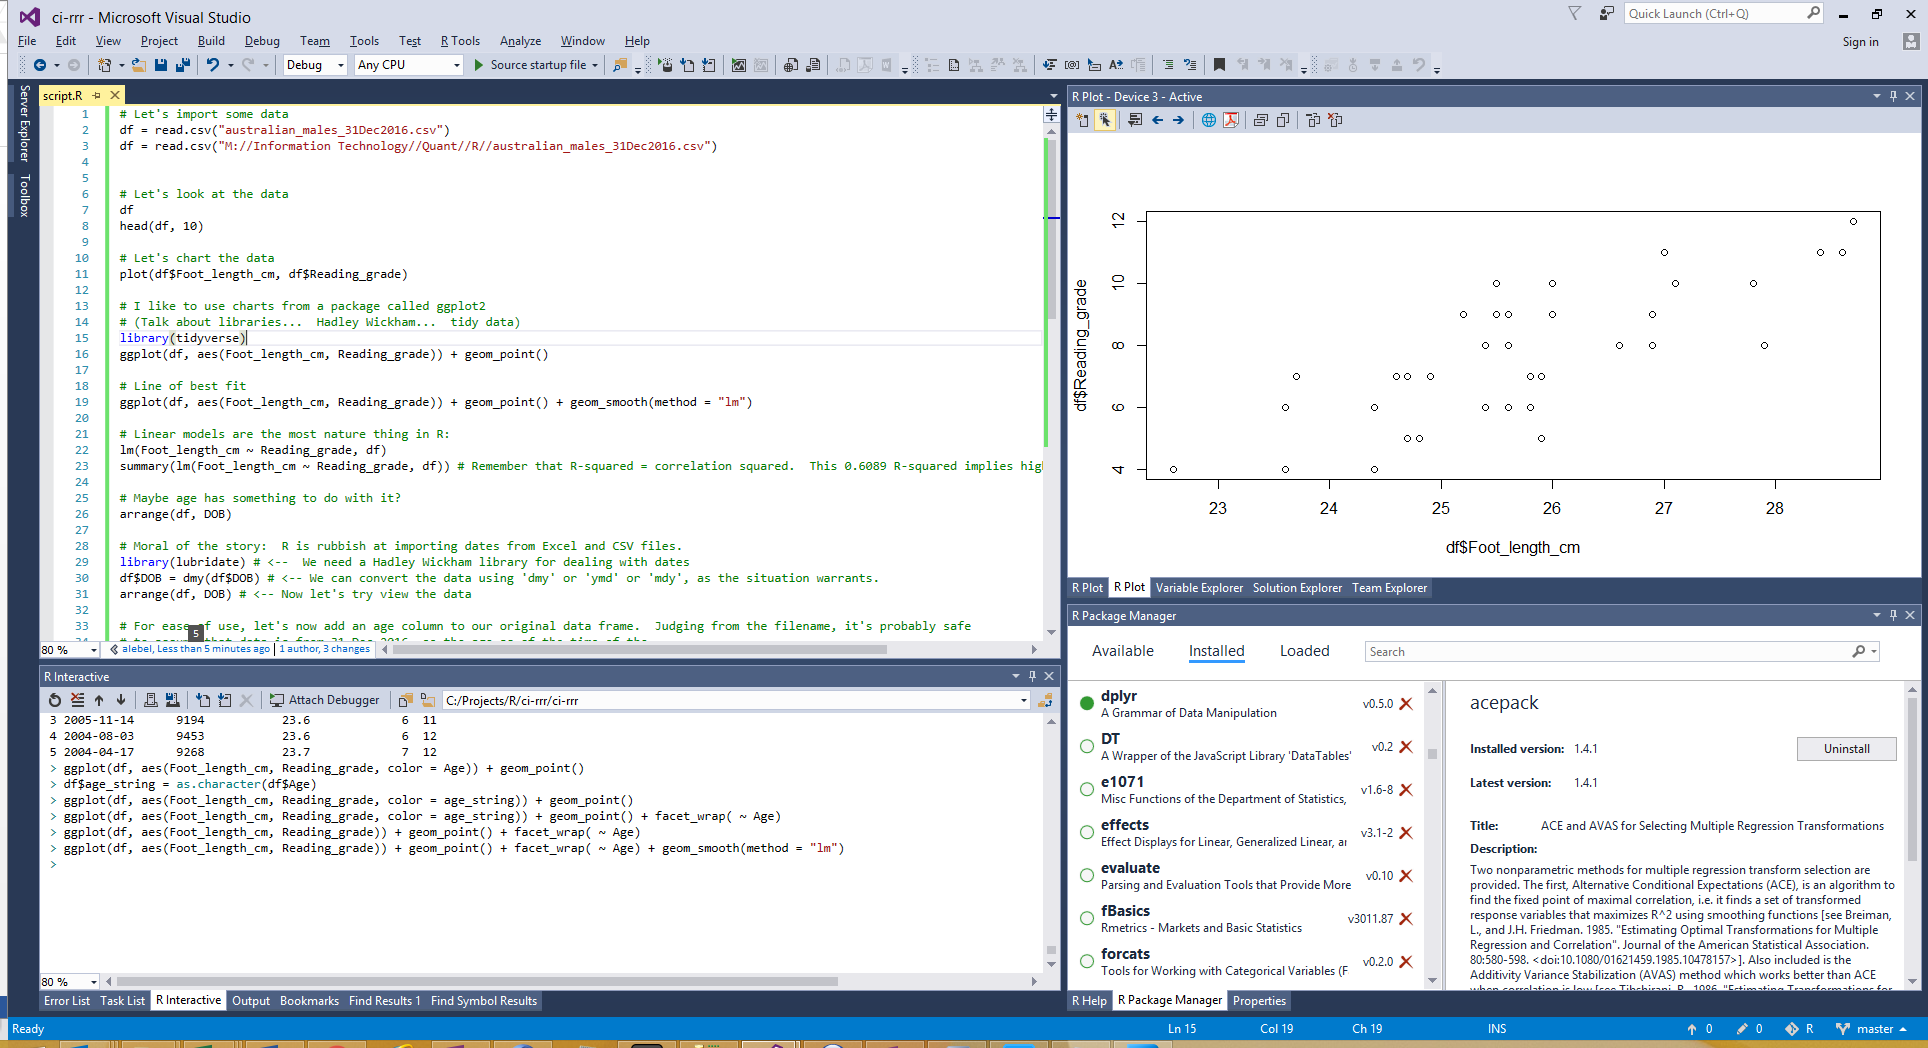 ci-rrr - Microsoft Visual Studio
Quick Launch (Ctrl+Q)
File Edit View Project Build Debug Team Tools Test R Tools Analyze Window Help
Sign in
Debug Any CPU Source startup file
Server Explorer
Toolbox
script.R
1 # Let's import some data
2 df = read.csv("australian_males_31Dec2016.csv")
3 df = read.csv("M://Information Technology//Quant//R//australian_males_31Dec2016.csv")
4
5
6 # Let's look at the data
7 df
8 head(df, 10)
9
10 # Let's chart the data
11 plot(df$Foot_length_cm, df$Reading_grade)
12
13 # I like to use charts from a package called ggplot2
14 # (Talk about libraries... Hadley Wickham... tidy data)
15 library(tidyverse)
16 ggplot(df, aes(Foot_length_cm, Reading_grade)) + geom_point()
17
18 # Line of best fit
19 ggplot(df, aes(Foot_length_cm, Reading_grade)) + geom_point() + geom_smooth(method = "lm")
20
21 # Linear models are the most nature thing in R:
22 lm(Foot_length_cm ~ Reading_grade, df)
23 summary(lm(Foot_length_cm ~ Reading_grade, df)) # Remember that R-squared = correlation squared. This 0.6089 R-squared implies hig
24
25 # Maybe age has something to do with it?
26 arrange(df, DOB)
27
28 # Moral of the story: R is rubbish at importing dates from Excel and CSV files.
29 library(lubridate) # <-- We need a Hadley Wickham library for dealing with dates
30 df$DOB = dmy(df$DOB) # <-- We can convert the data using 'dmy' or 'ymd' or 'mdy', as the situation warrants.
31 arrange(df, DOB) # <-- Now let's try view the data
32
33 # For ease of use, let's now add an age column to our original data frame. Judging from the filename, it's probably safe
5
80 % alebel, Less than 5 minutes ago | 1 author, 3 changes
R Interactive
Attach Debugger C:/Projects/R/ci-rrr/ci-rrr
3 2005-11-14 9194 23.6 6 11
4 2004-08-03 9453 23.6 6 12
5 2004-04-17 9268 23.7 7 12
> ggplot(df, aes(Foot_length_cm, Reading_grade, color = Age)) + geom_point()
> df$age_string = as.character(df$Age)
> ggplot(df, aes(Foot_length_cm, Reading_grade, color = age_string)) + geom_point()
> ggplot(df, aes(Foot_length_cm, Reading_grade, color = age_string)) + geom_point() + facet_wrap( ~ Age)
> ggplot(df, aes(Foot_length_cm, Reading_grade)) + geom_point() + facet_wrap( ~ Age)
> ggplot(df, aes(Foot_length_cm, Reading_grade)) + geom_point() + facet_wrap( ~ Age) + geom_smooth(method = "lm")
>
80 %
Error List Task List R Interactive Output Bookmarks Find Results 1 Find Symbol Results
R Plot - Device 3 - Active
df$Reading_grade
12
10
8
6
4
23 24 25 26 27 28
df$Foot_length_cm
R Plot R Plot Variable Explorer Solution Explorer Team Explorer
R Package Manager
Available Installed Loaded Search
dplyr
A Grammar of Data Manipulation v0.5.0
DT
A Wrapper of the JavaScript Library 'DataTables' v0.2
e1071
Misc Functions of the Department of Statistics, v1.6-8
effects
Effect Displays for Linear, Generalized Linear, v3.1-2
evaluate
Parsing and Evaluation Tools that Provide More v0.10
fBasics
Rmetrics - Markets and Basic Statistics v3011.87
forcats
Tools for Working with Categorical Variables (F v0.2.0
acepack
Installed version: 1.4.1 Uninstall
Latest version: 1.4.1
Title: ACE and AVAS for Selecting Multiple Regression Transformations
Description:
Two nonparametric methods for multiple regression transform selection are
provided. The first, Alternative Conditional Expectations (ACE), is an algorithm to
find the fixed point of maximal correlation, i.e. it finds a set of transformed
response variables that maximizes R^2 using smoothing functions [see Breiman,
L., and J.H. Friedman. 1985. "Estimating Optimal Transformations for Multiple
Regression and Correlation". Journal of the American Statistical Association.
80:580-598. <doi:10.1080/01621459.1985.10478157>]. Also included is the
Additivity Variance Stabilization (AVAS) method which works better than ACE
R Help R Package Manager Properties
Ready Ln 15 Col 19 Ch 19 INS 0 0 R master